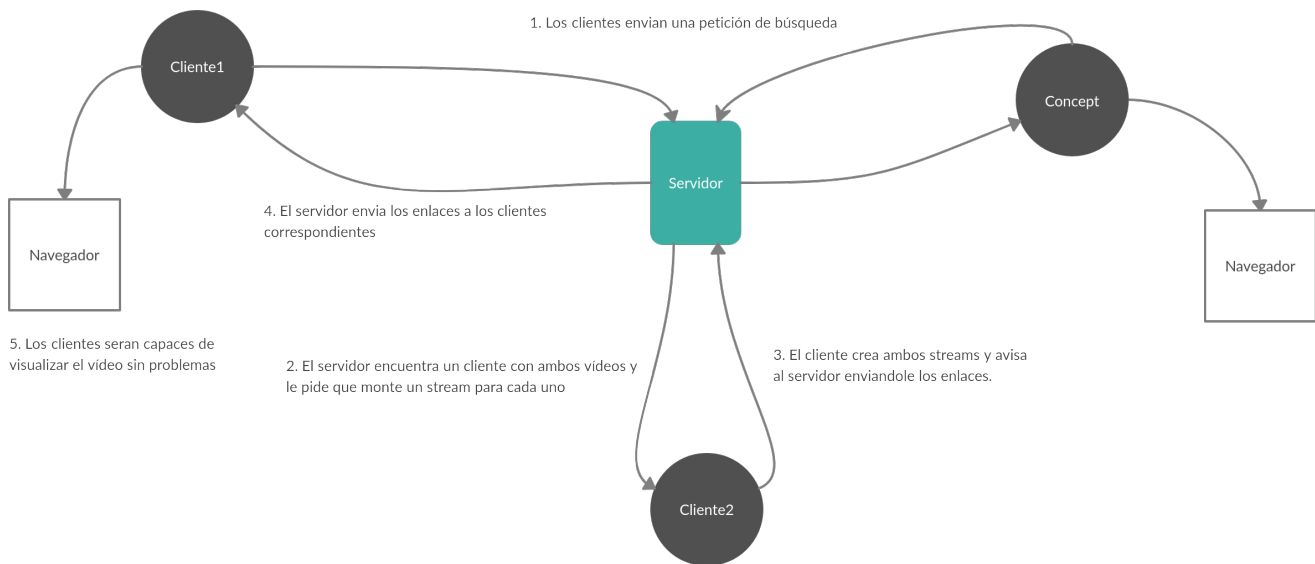 1. Los clientes envian una petición de búsqueda
Cliente1
Concept
Servidor
4. El servidor envia los enlaces a los clientes
correspondientes
Navegador
Navegador
5. Los clientes seran capaces de
visualizar el vídeo sin problemas
2. El servidor encuentra un cliente con ambos vídeos y
le pide que monte un stream para cada uno
3. El cliente crea ambos streams y avisa
al servidor enviandole los enlaces.
Cliente2